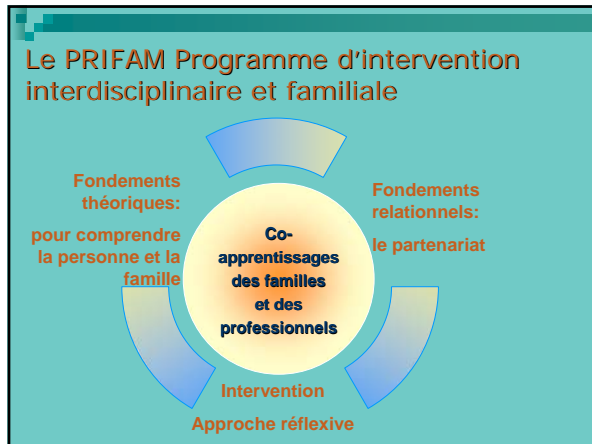 Le PRIFAM Programme d'intervention
interdisciplinaire et familiale
Fondements
théoriques:
pour comprendre
la personne et la
famille
Fondements
relationnels:
le partenariat
Co-
apprentissages
des familles
et des
professionnels
Intervention
Approche réflexive